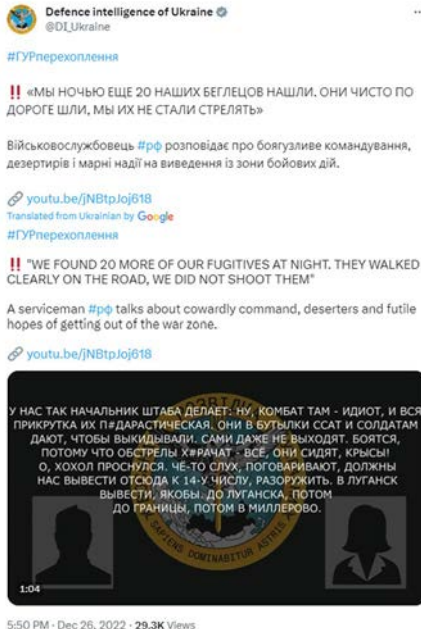 Defence intelligence of Ukraine
@DI_Ukraine
#ГУРперехоплення
‼️ «МЫ НОЧЬЮ ЕЩЕ 20 НАШИХ БЕГЛЕЦОВ НАШЛИ. ОНИ ЧИСТО ПО
ДОРОГЕ ШЛИ, МЫ ИХ НЕ СТАЛИ СТРЕЛЯТЬ»
Військовослужбовець #рф розповідає про боягузливе командування,
дезертирів і марні надії на виведення із зони бойових дій.
youtu.be/jNBtpJoj618
Translated from Ukrainian by Google
#ГУРперехоплення
‼️ "WE FOUND 20 MORE OF OUR FUGITIVES AT NIGHT. THEY WALKED
CLEARLY ON THE ROAD, WE DID NOT SHOOT THEM"
A serviceman #рф talks about cowardly command, deserters and futile
hopes of getting out of the war zone.
youtu.be/jNBtpJoj618
У НАС ТАК НАЧАЛЬНИК ШТАБА ДЕЛАЕТ: НУ, КОМБАТ ТАМ - ИДИОТ, И ВСЯ
ПРИКРУТКА ИХ П#ДАРАСТИЧЕСКАЯ. ОНИ В БУТЫЛКИ ССАТ И СОЛДАТАМ
ДАЮТ, ЧТОБЫ ВЫКИДЫВАЛИ. САМИ ДАЖЕ НЕ ВЫХОДЯТ. БОЯТСЯ,
ПОТОМУ ЧТО ОБСТРЕЛЫ Х#РАЧАТ - ВСЕ, ОНИ СИДЯТ, КРЫСЫ!
О, ХОХОЛ ПРОСНУЛСЯ. ЧЕ-ТО СЛУХ, ПОГОВАРИВАЮТ, ДОЛЖНЫ
НАС ВЫВЕСТИ ОТСЮДА К 14-У ЧИСЛУ, РАЗОРУЖИТЬ. В ЛУГАНСК
ВЫВЕСТИ, ЯКОБЫ. ДО ЛУГАНСКА, ПОТОМ
ДО ГРАНИЦЫ, ПОТОМ В МИЛЛЕРОВО.
SAPIENS DOMINABITUR ASTRIS
1:04
5:50 PM · Dec 26, 2022 · 29.3K Views